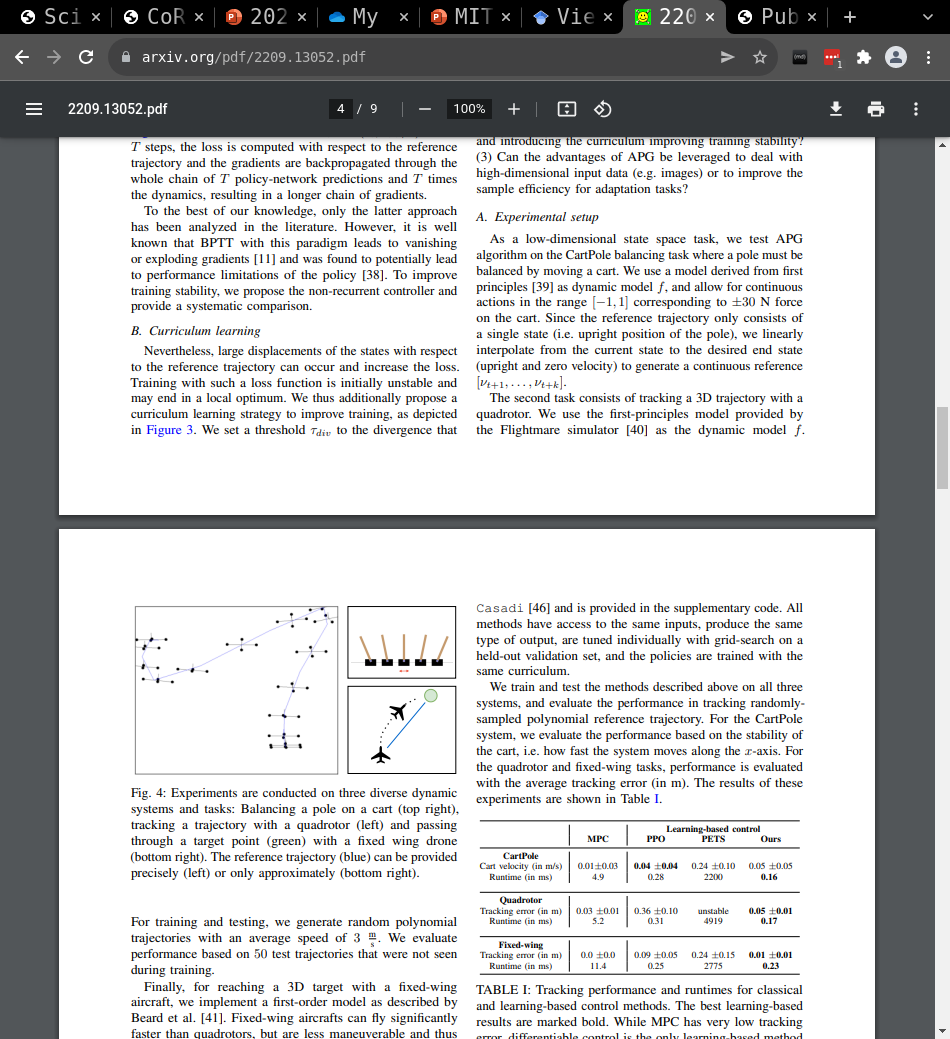 Sci
CoR
202
My
MIT
Vie
220
Pub
arxiv.org/pdf/2209.13052.pdf
1
2209.13052.pdf
4 / 9
100%
T steps, the loss is computed with respect to the reference
trajectory and the gradients are backpropagated through the
whole chain of T policy-network predictions and T times
the dynamics, resulting in a longer chain of gradients.
To the best of our knowledge, only the latter approach
has been analyzed in the literature. However, it is well
known that BPTT with this paradigm leads to vanishing
or exploding gradients [11] and was found to potentially lead
to performance limitations of the policy [38]. To improve
training stability, we propose the non-recurrent controller and
provide a systematic comparison.
B. Curriculum learning
Nevertheless, large displacements of the states with respect
to the reference trajectory can occur and increase the loss.
Training with such a loss function is initially unstable and
may end in a local optimum. We thus additionally propose a
curriculum learning strategy to improve training, as depicted
in Figure 3. We set a threshold τ_div to the divergence that
and introducing the curriculum improving training stability?
(3) Can the advantages of APG be leveraged to deal with
high-dimensional input data (e.g. images) or to improve the
sample efficiency for adaptation tasks?
A. Experimental setup
As a low-dimensional state space task, we test APG
algorithm on the CartPole balancing task where a pole must be
balanced by moving a cart. We use a model derived from first
principles [39] as dynamic model f, and allow for continuous
actions in the range [−1, 1] corresponding to ±30 N force
on the cart. Since the reference trajectory only consists of
a single state (i.e. upright position of the pole), we linearly
interpolate from the current state to the desired end state
(upright and zero velocity) to generate a continuous reference
[ν_t+1, . . . , ν_t+k].
The second task consists of tracking a 3D trajectory with a
quadrotor. We use the first-principles model provided by
the Flightmare simulator [40] as the dynamic model f.
Fig. 4: Experiments are conducted on three diverse dynamic
systems and tasks: Balancing a pole on a cart (top right),
tracking a trajectory with a quadrotor (left) and passing
through a target point (green) with a fixed wing drone
(bottom right). The reference trajectory (blue) can be provided
precisely (left) or only approximately (bottom right).
For training and testing, we generate random polynomial
trajectories with an average speed of 3 m/s. We evaluate
performance based on 50 test trajectories that were not seen
during training.
Finally, for reaching a 3D target with a fixed-wing
aircraft, we implement a first-order model as described by
Beard et al. [41]. Fixed-wing aircrafts can fly significantly
faster than quadrotors, but are less maneuverable and thus
Casadi [46] and is provided in the supplementary code. All
methods have access to the same inputs, produce the same
type of output, are tuned individually with grid-search on a
held-out validation set, and the policies are trained with the
same curriculum.
We train and test the methods described above on all three
systems, and evaluate the performance in tracking randomly-
sampled polynomial reference trajectory. For the CartPole
system, we evaluate the performance based on the stability of
the cart, i.e. how fast the system moves along the x-axis. For
the quadrotor and fixed-wing tasks, performance is evaluated
with the average tracking error (in m). The results of these
experiments are shown in Table I.
Learning-based control
MPC PPO PETS Ours
CartPole
Cart velocity (in m/s) 0.01±0.03 0.04 ±0.04 0.24 ±0.10 0.05 ±0.05
Runtime (in ms) 4.9 0.28 2200 0.16
Quadrotor
Tracking error (in m) 0.03 ±0.01 0.36 ±0.10 unstable 0.05 ±0.01
Runtime (in ms) 5.2 0.31 4919 0.17
Fixed-wing
Tracking error (in m) 0.0 ±0.0 0.09 ±0.05 0.24 ±0.15 0.01 ±0.01
Runtime (in ms) 11.4 0.25 2775 0.23
TABLE I: Tracking performance and runtimes for classical
and learning-based control methods. The best learning-based
results are marked bold. While MPC has very low tracking
error, differentiable control is the only learning-based method